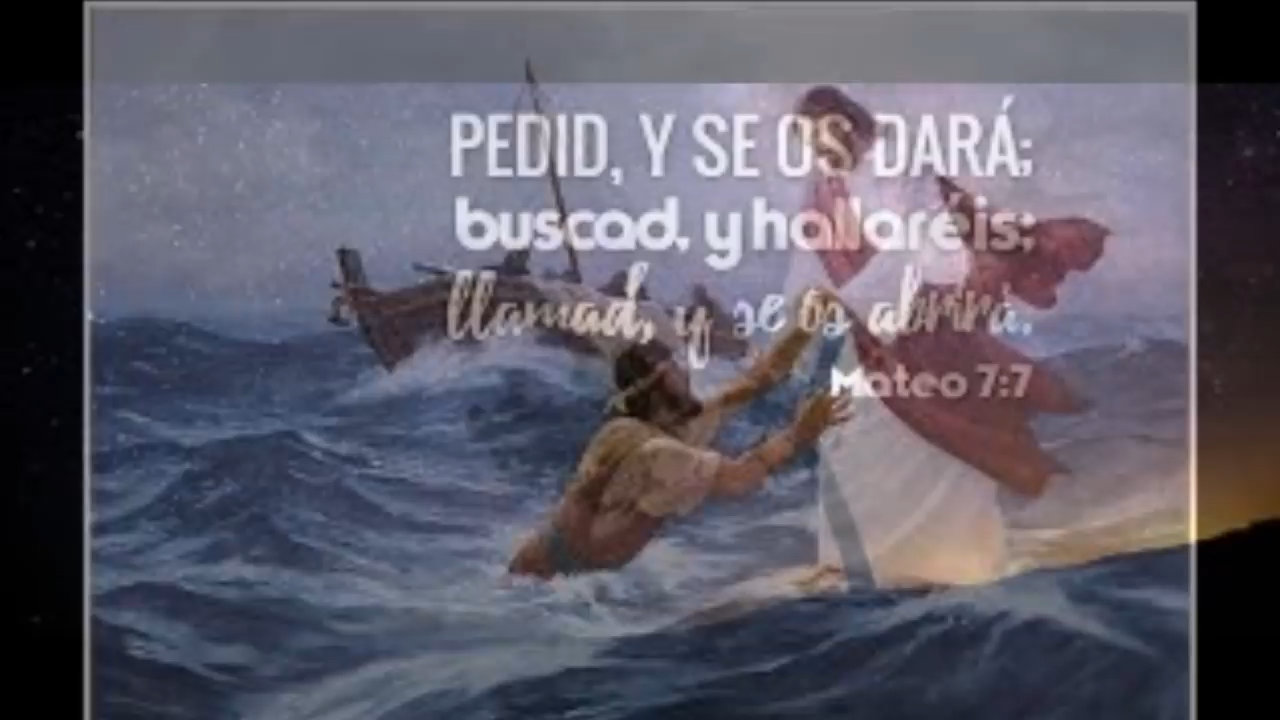 PEDID, Y SE OS DARÁ;
buscad, y hallaréis;
llamad, y se os abrirá.
Mateo 7:7